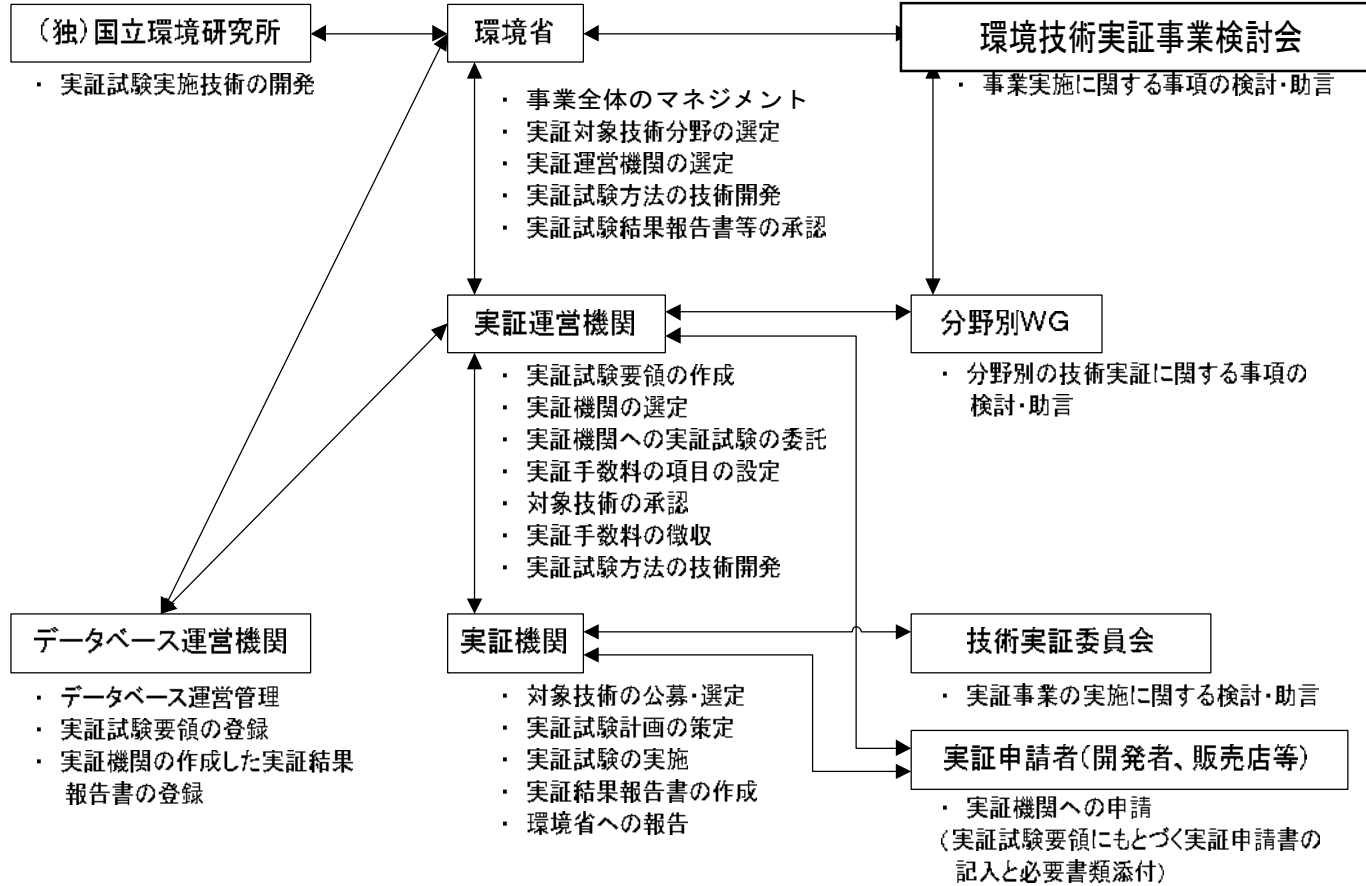 （独）国立環境研究所
・ 実証試験実施技術の開発
環境省
・ 事業全体のマネジメント
・ 実証対象技術分野の選定
・ 実証運営機関の選定
・ 実証試験方法の技術開発
・ 実証試験結果報告書等の承認
環境技術実証事業検討会
・ 事業実施に関する事項の検討・助言
実証運営機関
・ 実証試験要領の作成
・ 実証機関の選定
・ 実証機関への実証試験の委託
・ 実証手数料の項目の設定
・ 対象技術の承認
・ 実証手数料の徴収
・ 実証試験方法の技術開発
分野別WG
・ 分野別の技術実証に関する事項の
検討・助言
データベース運営機関
・ データベース運営管理
・ 実証試験要領の登録
・ 実証機関の作成した実証結果
報告書の登録
実証機関
・ 対象技術の公募・選定
・ 実証試験計画の策定
・ 実証試験の実施
・ 実証結果報告書の作成
・ 環境省への報告
技術実証委員会
・ 実証事業の実施に関する検討・助言
実証申請者（開発者、販売店等）
・ 実証機関への申請
（実証試験要領にもとづく実証申請書の
記入と必要書類添付）